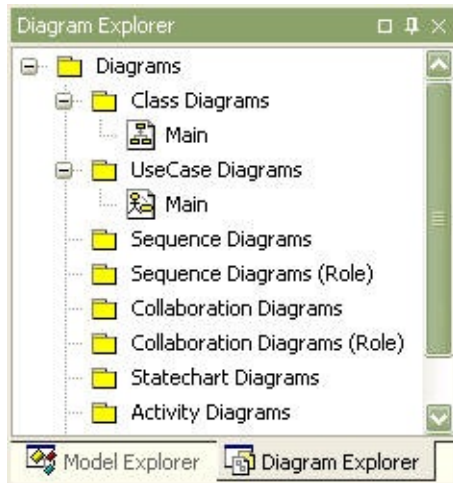 Diagram Explorer
Diagrams
Class Diagrams
Main
UseCase Diagrams
Main
Sequence Diagrams
Sequence Diagrams (Role)
Collaboration Diagrams
Collaboration Diagrams (Role)
Statechart Diagrams
Activity Diagrams
Model Explorer Diagram Explorer